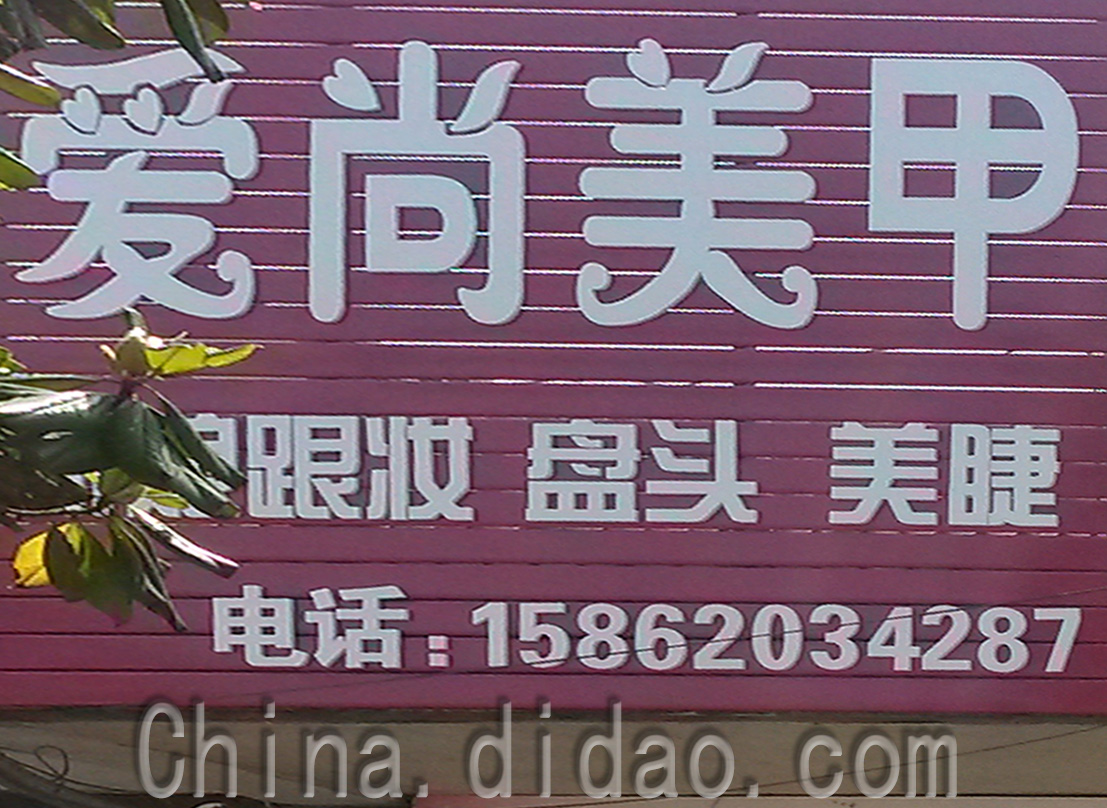 爱尚美甲
跟妆 盘头 美睫
电话:15862034287
China.didao.com